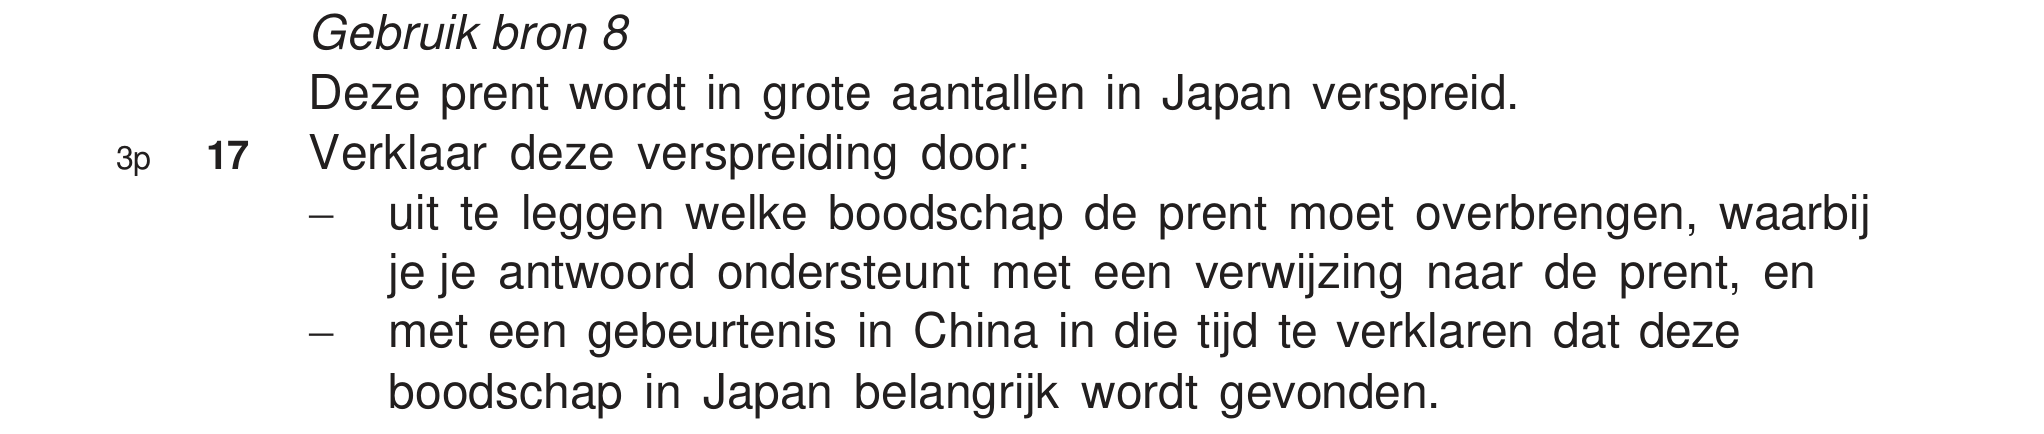 Gebruik bron 8
Deze prent wordt in grote aantallen in Japan verspreid.
3p 17 Verklaar deze verspreiding door:
– uit te leggen welke boodschap de prent moet overbrengen, waarbij
je je antwoord ondersteunt met een verwijzing naar de prent, en
– met een gebeurtenis in China in die tijd te verklaren dat deze
boodschap in Japan belangrijk wordt gevonden.